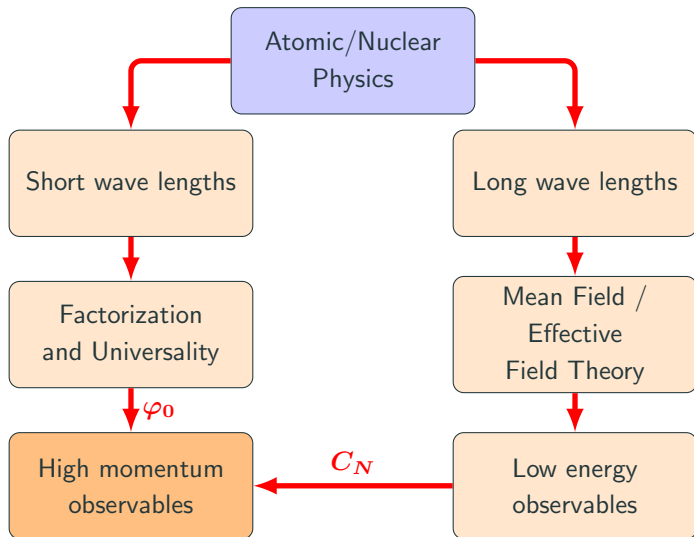 Atomic/Nuclear
Physics
Short wave lengths
Long wave lengths
Factorization
and Universality
Mean Field /
Effective
Field Theory
φ₀
High momentum
observables
C_N
Low energy
observables